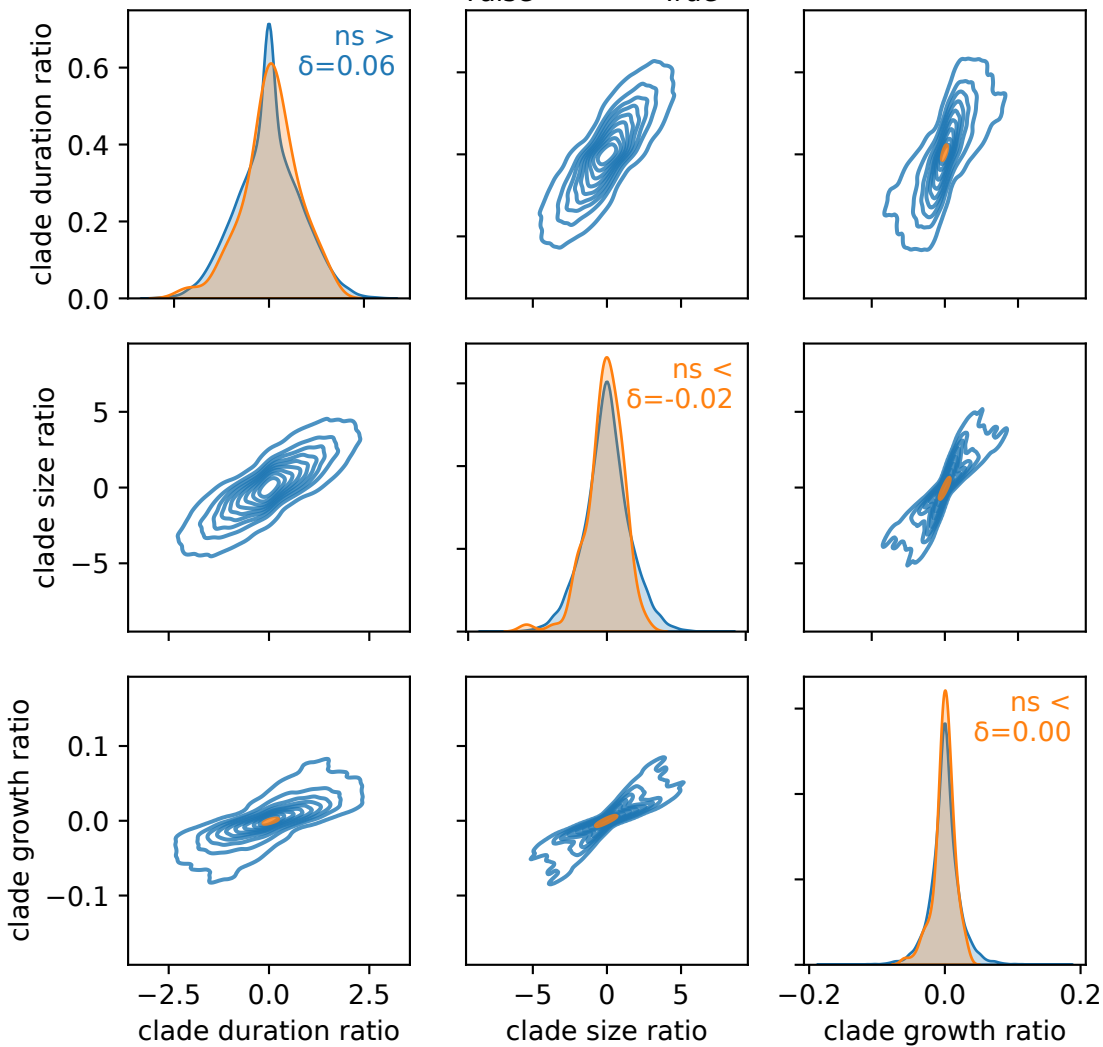 clade duration ratio
0.6
0.4
0.2
0.0
ns >
δ=0.06
clade size ratio
5
0
−5
ns <
δ=-0.02
clade growth ratio
0.1
0.0
−0.1
ns <
δ=0.00
−2.5 0.0 2.5
clade duration ratio
−5 0 5
clade size ratio
−0.2 0.0 0.2
clade growth ratio